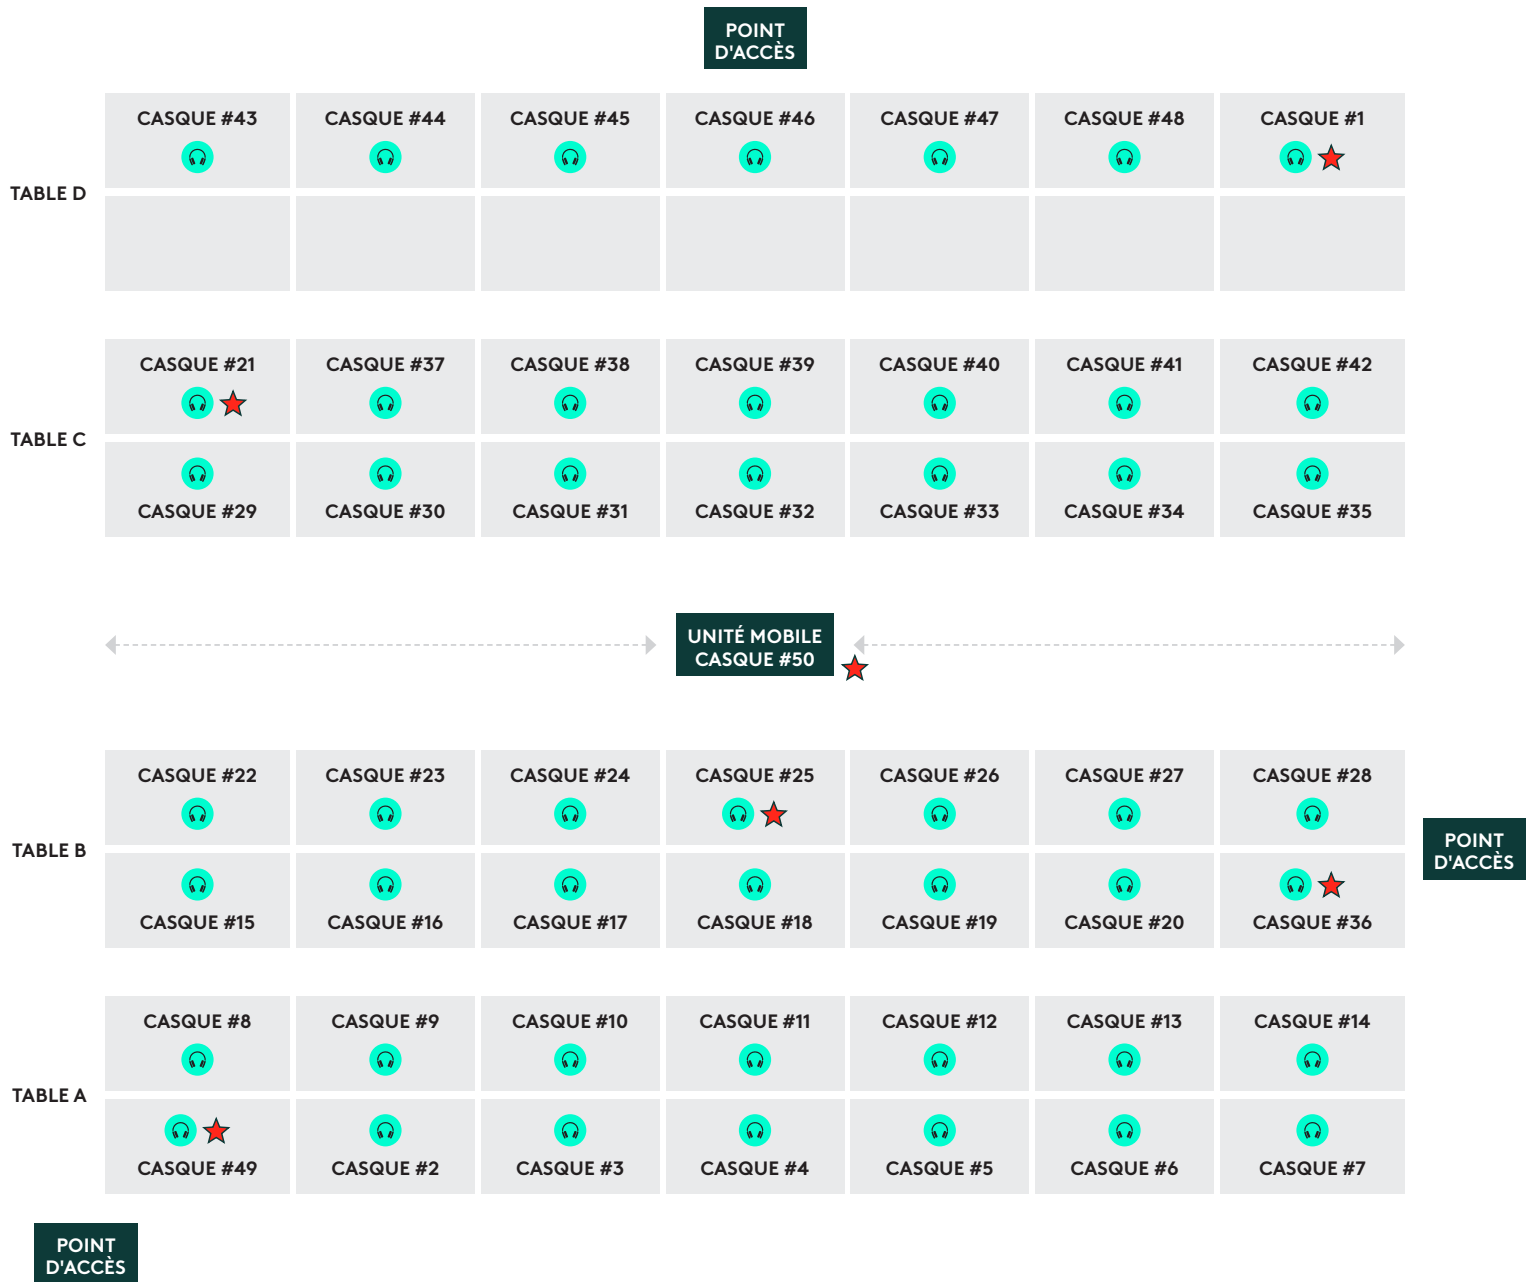 POINT
D'ACCÈS
CASQUE #43 CASQUE #44 CASQUE #45 CASQUE #46 CASQUE #47 CASQUE #48 CASQUE #1
TABLE D
CASQUE #21 CASQUE #37 CASQUE #38 CASQUE #39 CASQUE #40 CASQUE #41 CASQUE #42
TABLE C
CASQUE #29 CASQUE #30 CASQUE #31 CASQUE #32 CASQUE #33 CASQUE #34 CASQUE #35
UNITÉ MOBILE
CASQUE #50
CASQUE #22 CASQUE #23 CASQUE #24 CASQUE #25 CASQUE #26 CASQUE #27 CASQUE #28
TABLE B
POINT
D'ACCÈS
CASQUE #15 CASQUE #16 CASQUE #17 CASQUE #18 CASQUE #19 CASQUE #20 CASQUE #36
CASQUE #8 CASQUE #9 CASQUE #10 CASQUE #11 CASQUE #12 CASQUE #13 CASQUE #14
TABLE A
CASQUE #49 CASQUE #2 CASQUE #3 CASQUE #4 CASQUE #5 CASQUE #6 CASQUE #7
POINT
D'ACCÈS